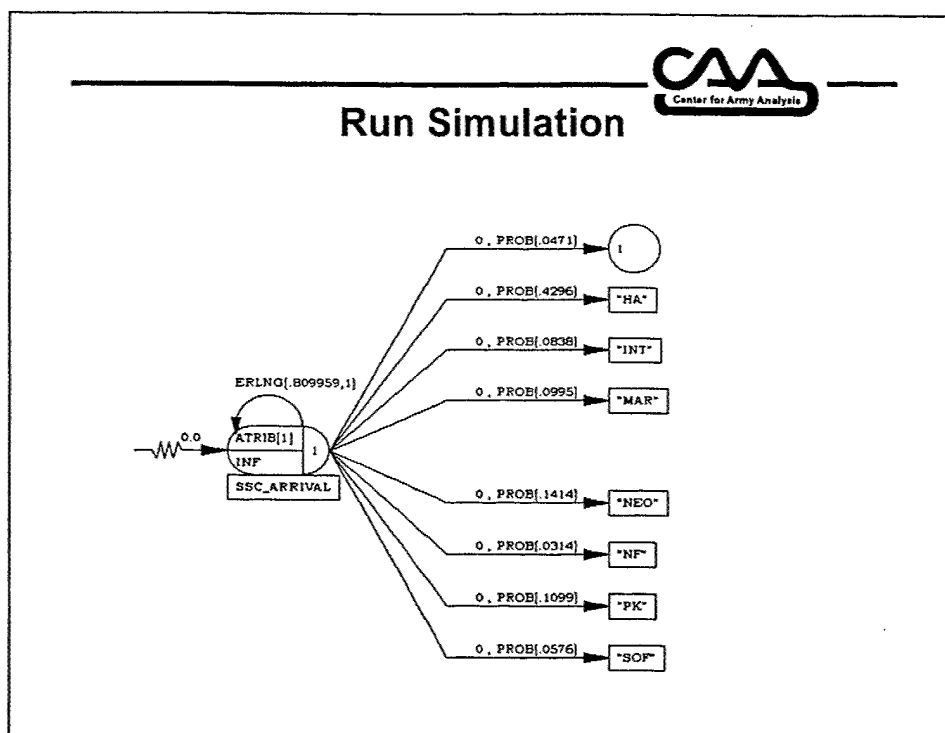 CAA
Center for Army Analysis
Run Simulation
0 , PROB[.0471]
1
0 , PROB[.4296]
"HA"
0 , PROB[.0838]
"INT"
ERLNG[.809959,1]
0 , PROB[.0995]
"MAR"
0.0
ATRIB[1]
1
INF
SSC_ARRIVAL
0 , PROB[.1414]
"NEO"
0 , PROB[.0314]
"NF"
0 , PROB[.1099]
"PK"
0 , PROB[.0576]
"SOF"